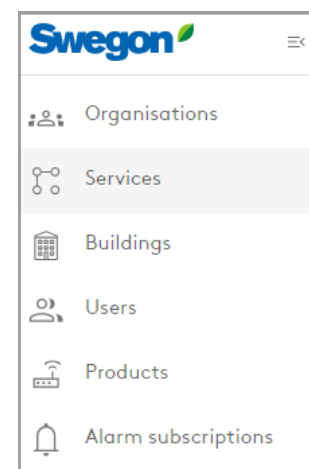 Swegon
Organisations
Services
Buildings
Users
Products
Alarm subscriptions